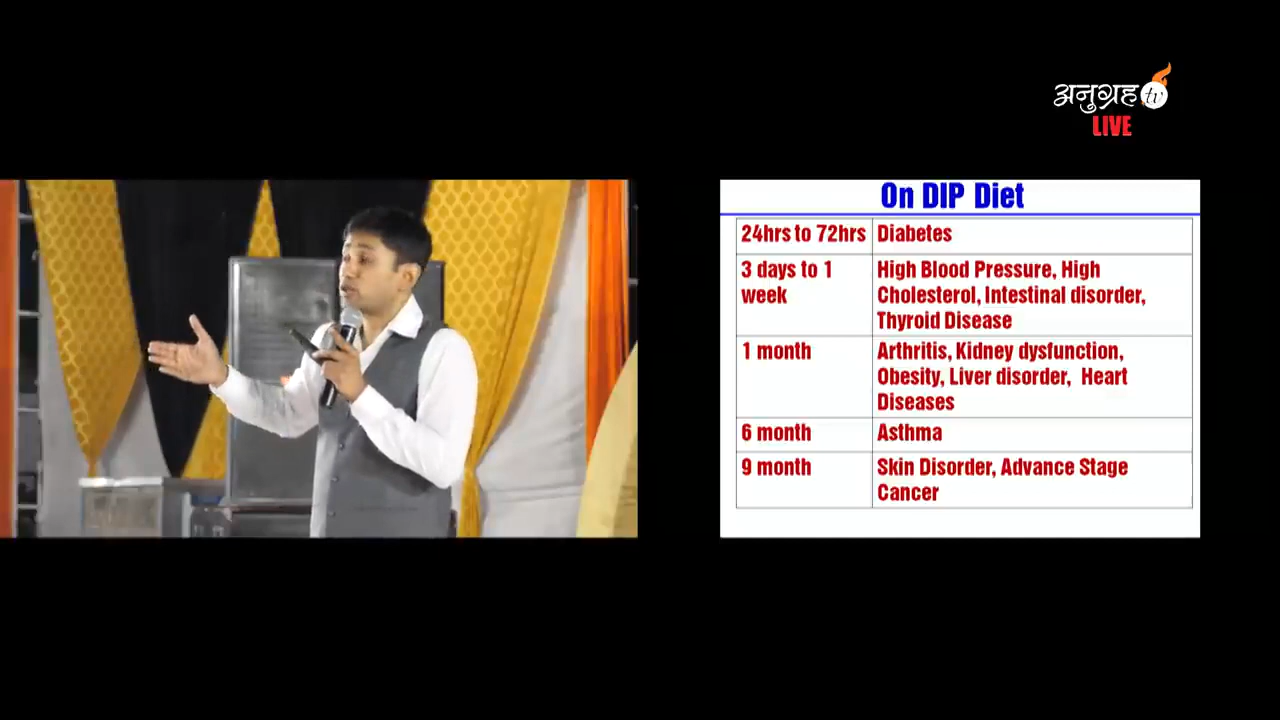 अनुग्रह tv
LIVE
On DIP Diet
24hrs to 72hrs Diabetes
3 days to 1 week High Blood Pressure, High
Cholesterol, Intestinal disorder,
Thyroid Disease
1 month Arthritis, Kidney dysfunction,
Obesity, Liver disorder, Heart
Diseases
6 month Asthma
9 month Skin Disorder, Advance Stage
Cancer